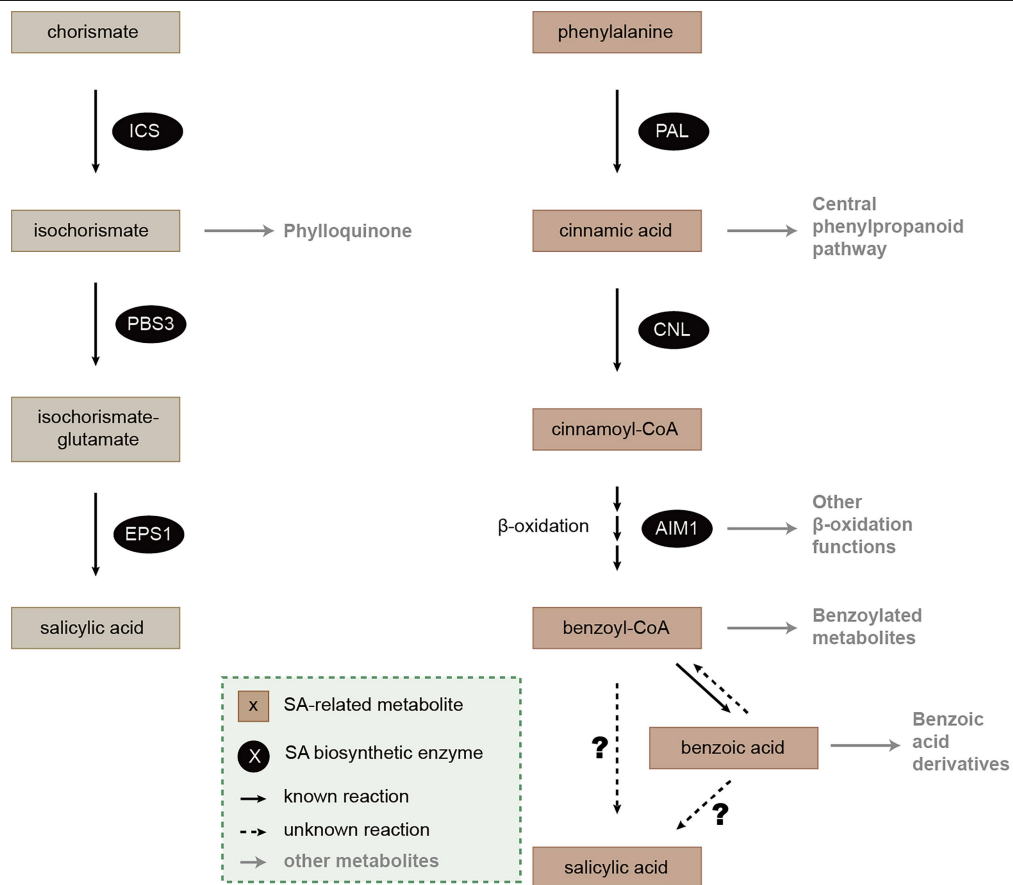 chorismate
ICS
isochorismate
Phylloquinone
PBS3
isochorismate-
glutamate
EPS1
salicylic acid
phenylalanine
PAL
cinnamic acid
Central
phenylpropanoid
pathway
CNL
cinnamoyl-CoA
β-oxidation
AIM1
Other
β-oxidation
functions
benzoyl-CoA
Benzoylated
metabolites
?
benzoic acid
Benzoic
acid
derivatives
?
salicylic acid
x SA-related metabolite
X SA biosynthetic enzyme
known reaction
unknown reaction
other metabolites